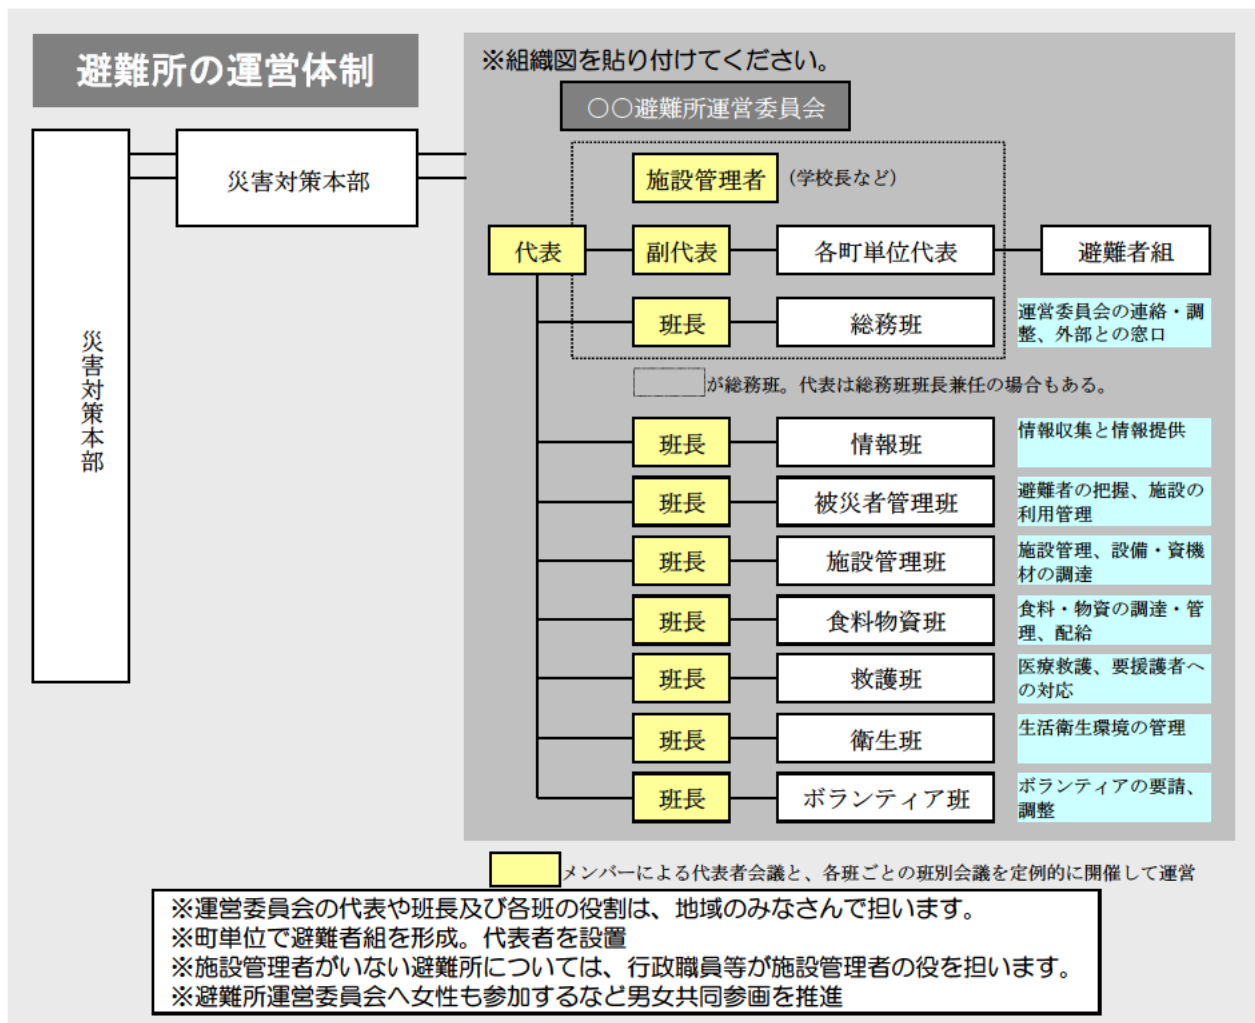 避難所の運営体制
※組織図を貼り付けてください。
○○避難所運営委員会
災害対策本部
災害対策本部
施設管理者
(学校長など)
代表
副代表
各町単位代表
避難者組
班長
総務班
運営委員会の連絡・調
整、外部との窓口
が総務班。代表は総務班班長兼任の場合もある。
班長
情報班
情報収集と情報提供
班長
被災者管理班
避難者の把握、施設の
利用管理
班長
施設管理班
施設管理、設備・資機
材の調達
班長
食料物資班
食料・物資の調達・管
理、配給
班長
救護班
医療救護、要援護者へ
の対応
班長
衛生班
生活衛生環境の管理
班長
ボランティア班
ボランティアの要請、
調整
メンバーによる代表者会議と、各班ごとの班別会議を定例的に開催して運営
※運営委員会の代表や班長及び各班の役割は、地域のみなさんで担います。
※町単位で避難者組を形成。代表者を設置
※施設管理者がいない避難所については、行政職員等が施設管理者の役を担います。
※避難所運営委員会へ女性も参加するなど男女共同参画を推進